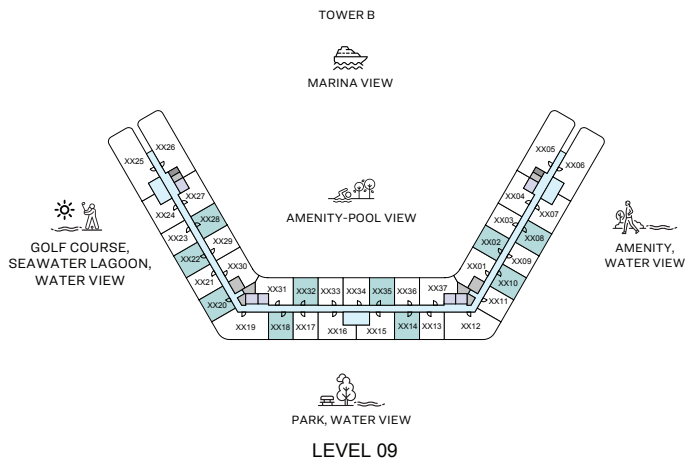 TOWER B
MARINA VIEW
XX26
XX25
XX05
XX06
XX27
XX04
XX24
XX28
AMENITY-POOL VIEW
XX03
XX07
XX23
XX29
XX02
XX08
GOLF COURSE,
SEAWATER LAGOON,
WATER VIEW
AMENITY,
WATER VIEW
XX22
XX30
XX01
XX09
XX21
XX31
XX32
XX33
XX34
XX35
XX36
XX37
XX10
XX20
XX11
XX19
XX18
XX17
XX16
XX15
XX14
XX13
XX12
PARK, WATER VIEW
LEVEL 09